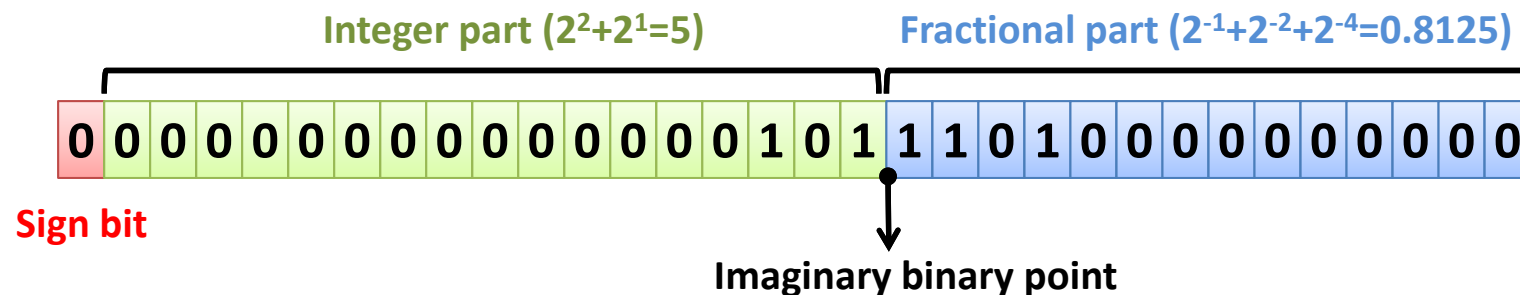 Integer part (2²+2¹=5)
Fractional part (2⁻¹+2⁻²+2⁻⁴=0.8125)
0 0 0 0 0 0 0 0 0 0 0 0 0 0 0 1 0 1 1 1 0 1 0 0 0 0 0 0 0 0 0 0
Sign bit
Imaginary binary point